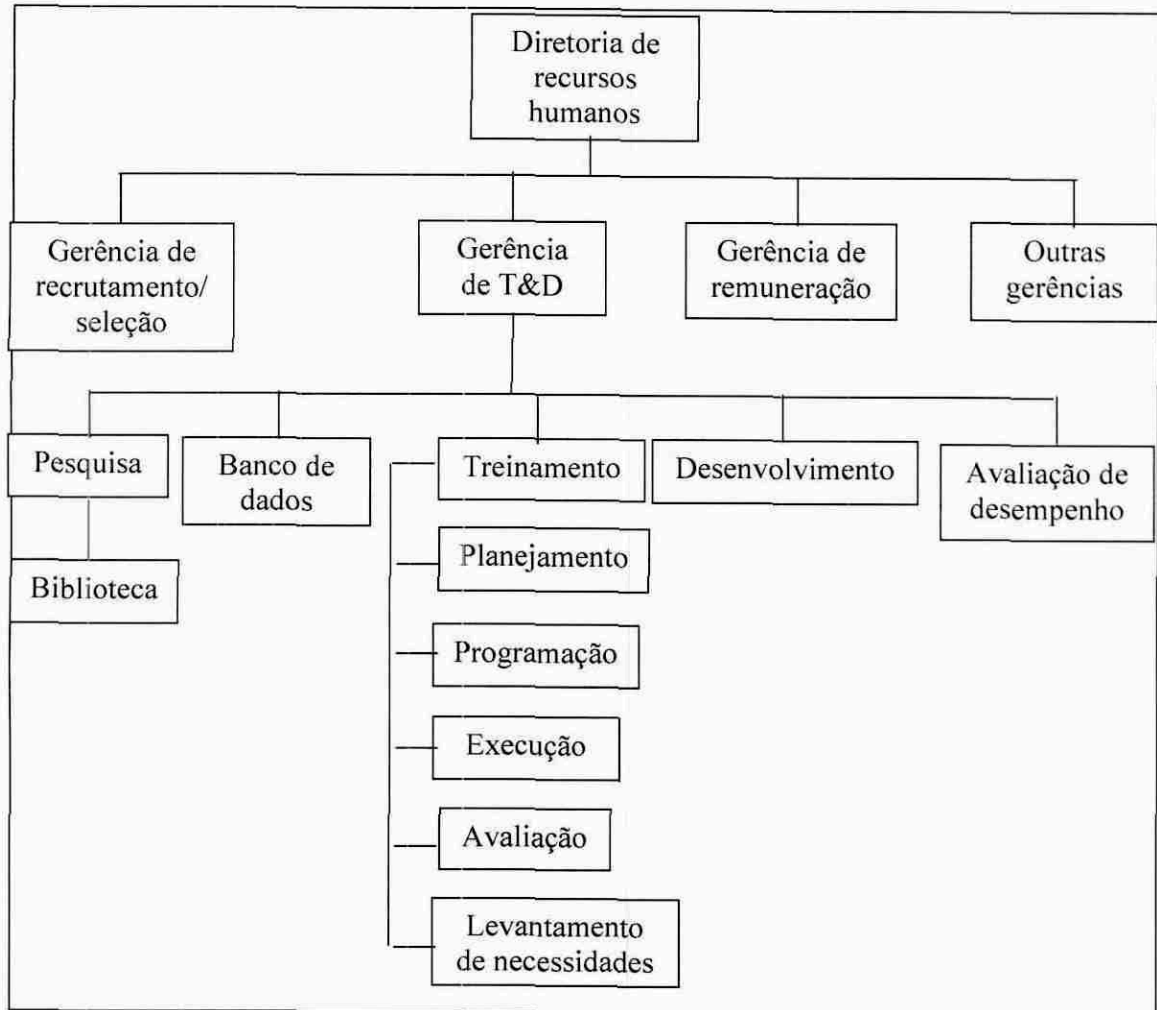 Diretoria de
recursos
humanos
Gerência de
recrutamento/
seleção
Gerência
de T&D
Gerência de
remuneração
Outras
gerências
Pesquisa
Banco de
dados
Treinamento
Desenvolvimento
Avaliação de
desempenho
Biblioteca
Planejamento
Programação
Execução
Avaliação
Levantamento
de necessidades